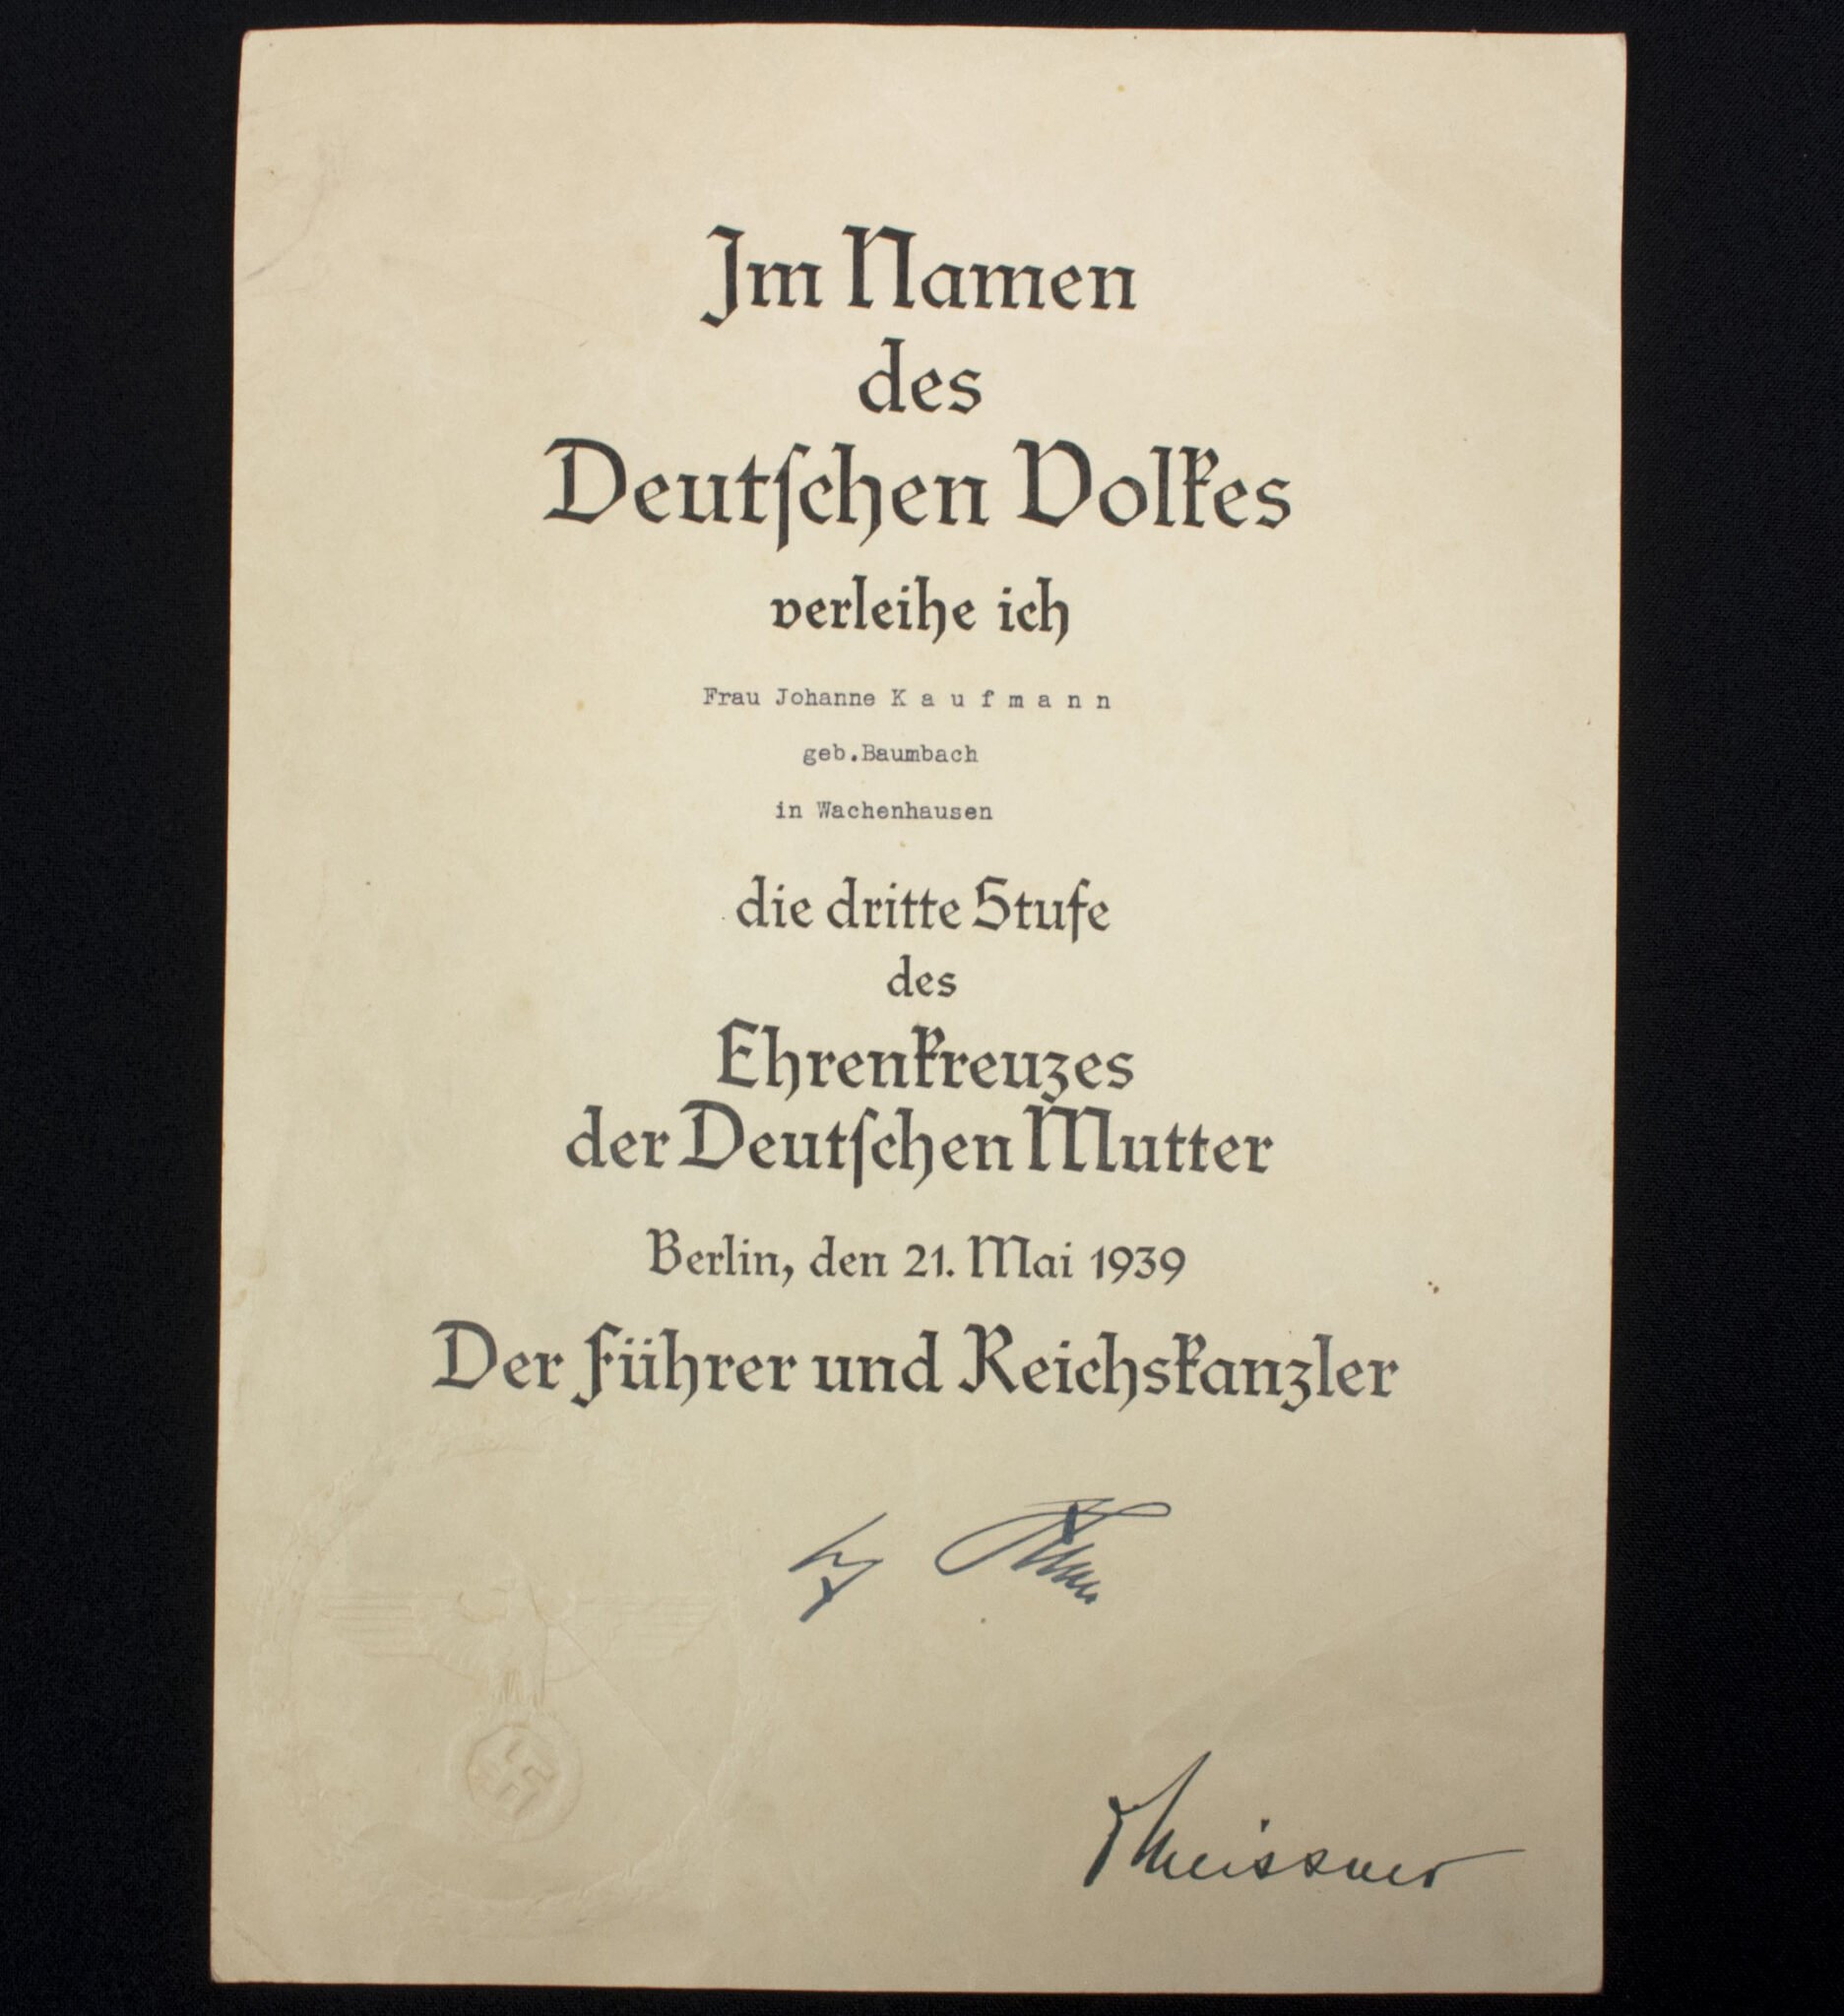 Im Namen
des
Deutſchen Volkes
verleihe ich
Frau Johanne K a u f m a n n
geb.Baumbach
in Wachenhausen
die dritte Stufe
des
Ehrenkreuzes
der Deutſchen Mutter
Berlin, den 21. Mai 1939
Der Führer und Reichskanzler
Meissner